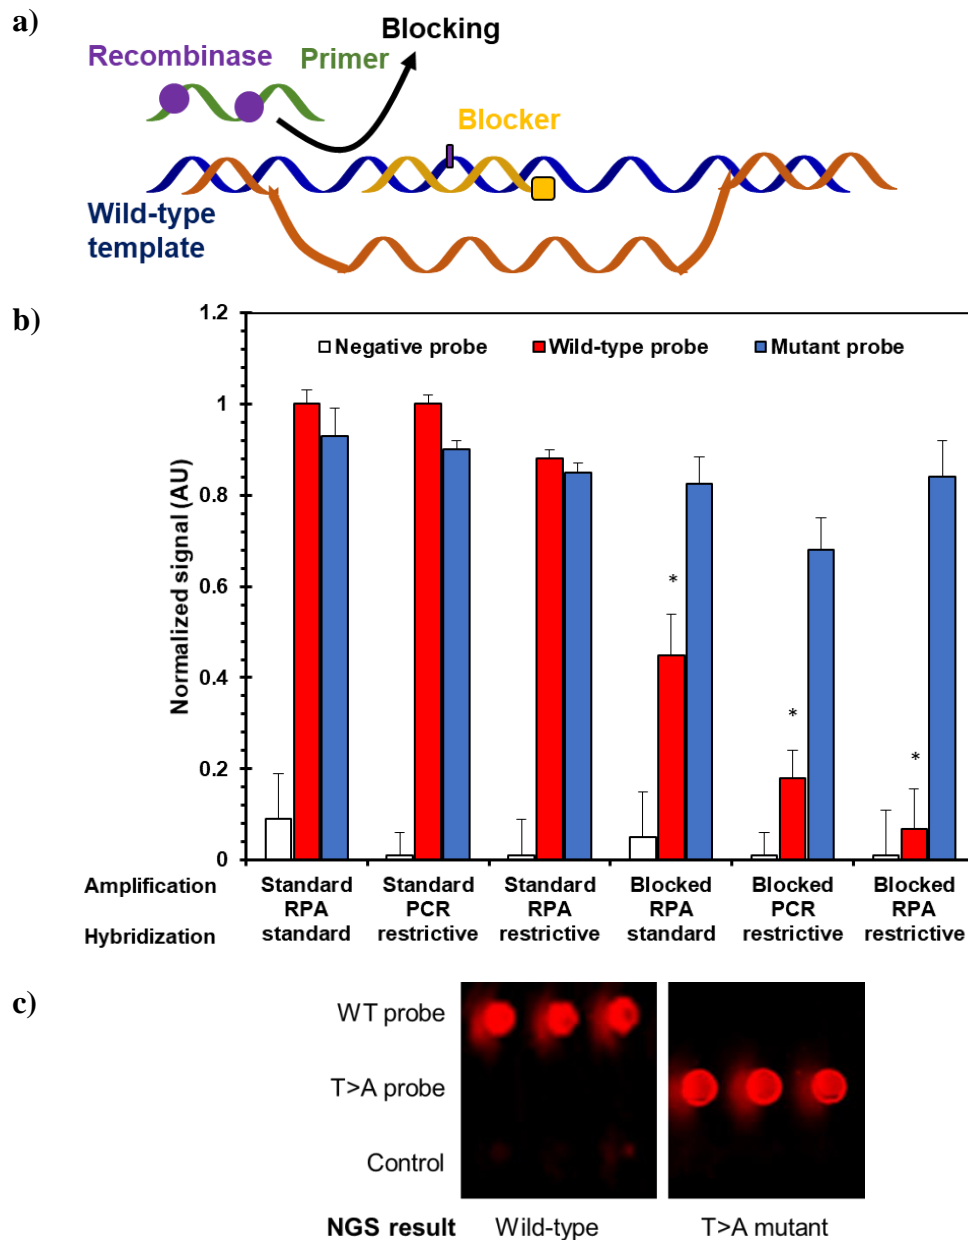 a)
Blocking
Recombinase
Primer
Blocker
Wild-type
template
b)
1.2
Negative probe
Wild-type probe
Mutant probe
1
0.8
0.6
0.4
0.2
0
Normalized signal (AU)
*
*
*
Amplification
Standard RPA
Standard PCR
Standard RPA
Blocked RPA
Blocked PCR
Blocked RPA
Hybridization
standard
restrictive
restrictive
standard
restrictive
restrictive
c)
WT probe
T>A probe
Control
NGS result
Wild-type
T>A mutant